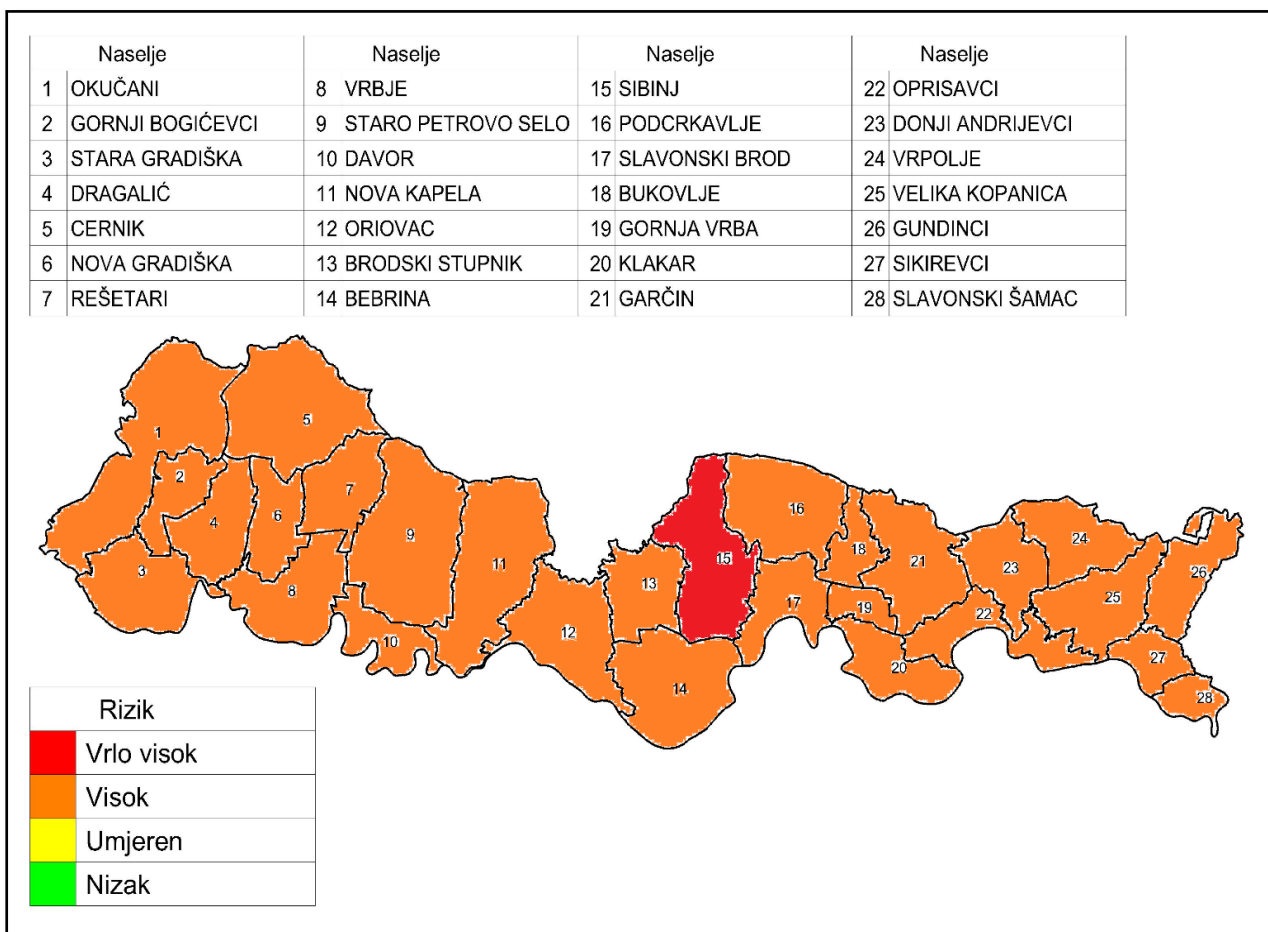 Naselje Naselje Naselje Naselje
1 OKUČANI 8 VRBJE 15 SIBINJ 22 OPRISAVCI
2 GORNJI BOGIĆEVCI 9 STARO PETROVO SELO 16 PODCRKAVLJE 23 DONJI ANDRIJEVCI
3 STARA GRADIŠKA 10 DAVOR 17 SLAVONSKI BROD 24 VRPOLJE
4 DRAGALIĆ 11 NOVA KAPELA 18 BUKOVLJE 25 VELIKA KOPANICA
5 CERNIK 12 ORIOVAC 19 GORNJA VRBA 26 GUNDINCI
6 NOVA GRADIŠKA 13 BRODSKI STUPNIK 20 KLAKAR 27 SIKIREVCI
7 REŠETARI 14 BEBRINA 21 GARČIN 28 SLAVONSKI ŠAMAC
5
1
2
7
16
6
4
9
24
18
15
21
11
3
13
23
26
8
25
17
19
22
12
10
27
20
14
28
Rizik
Vrlo visok
Visok
Umjeren
Nizak